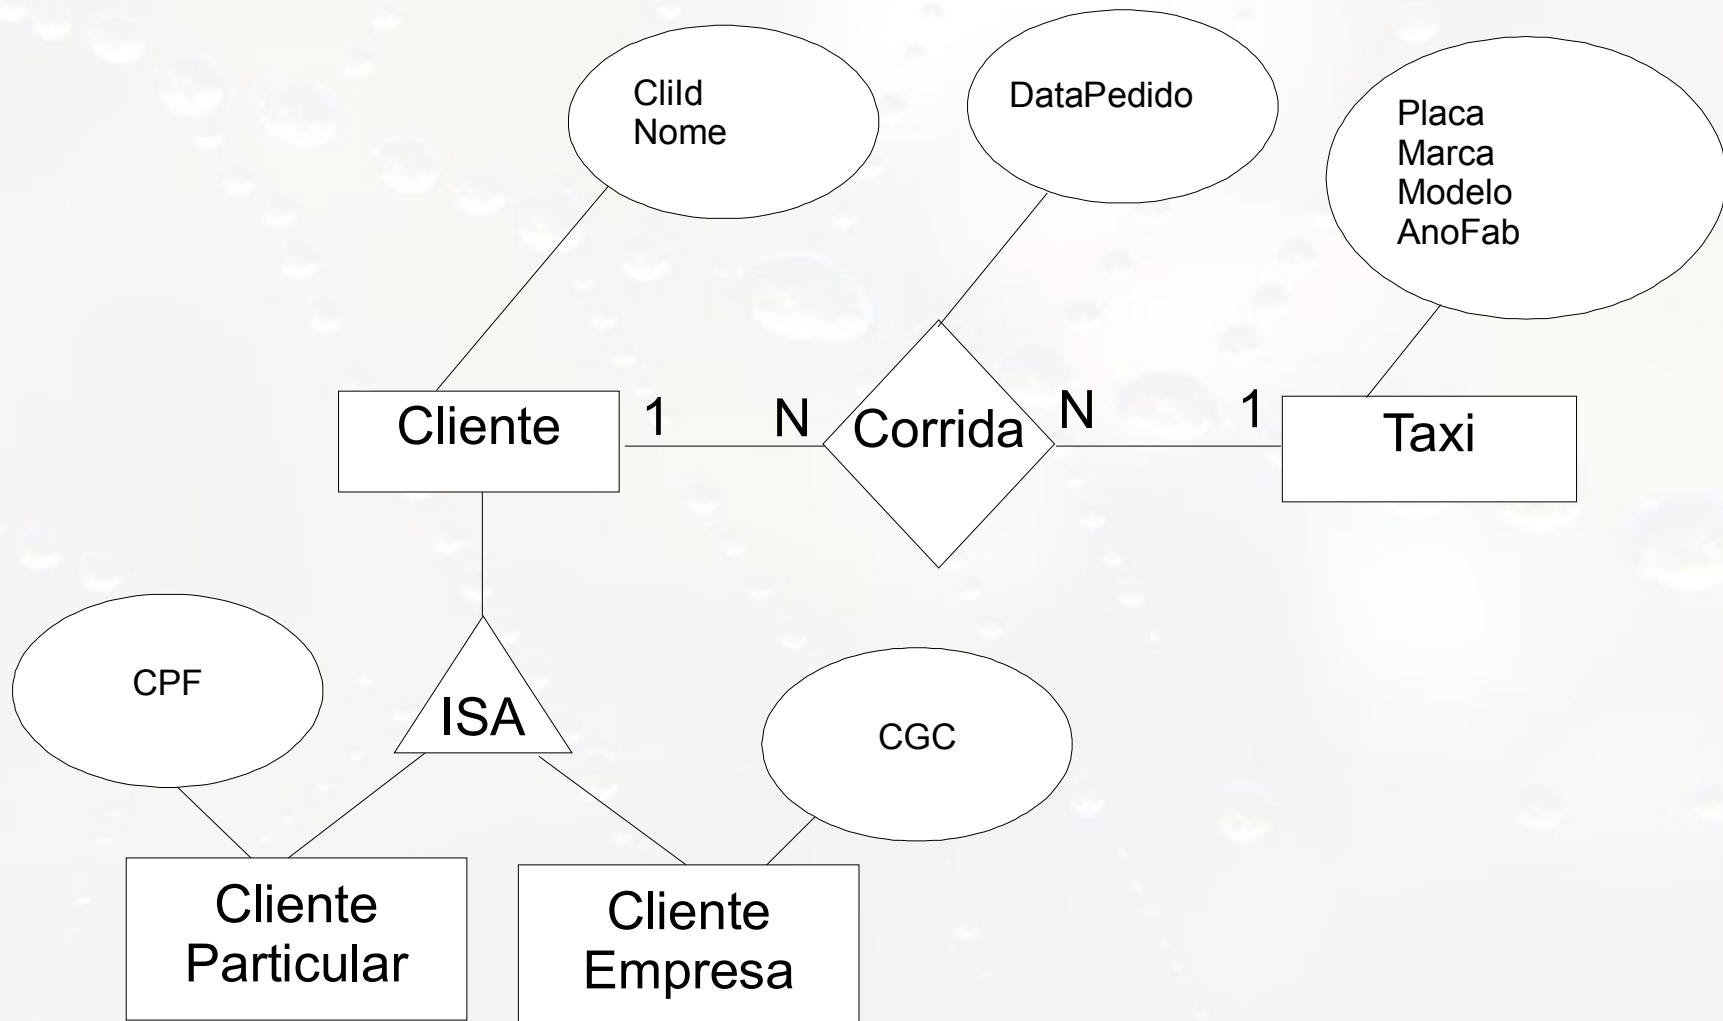 CliId
Nome
DataPedido
Placa
Marca
Modelo
AnoFab
Cliente
1
N
Corrida
N
1
Taxi
CPF
ISA
CGC
Cliente
Particular
Cliente
Empresa